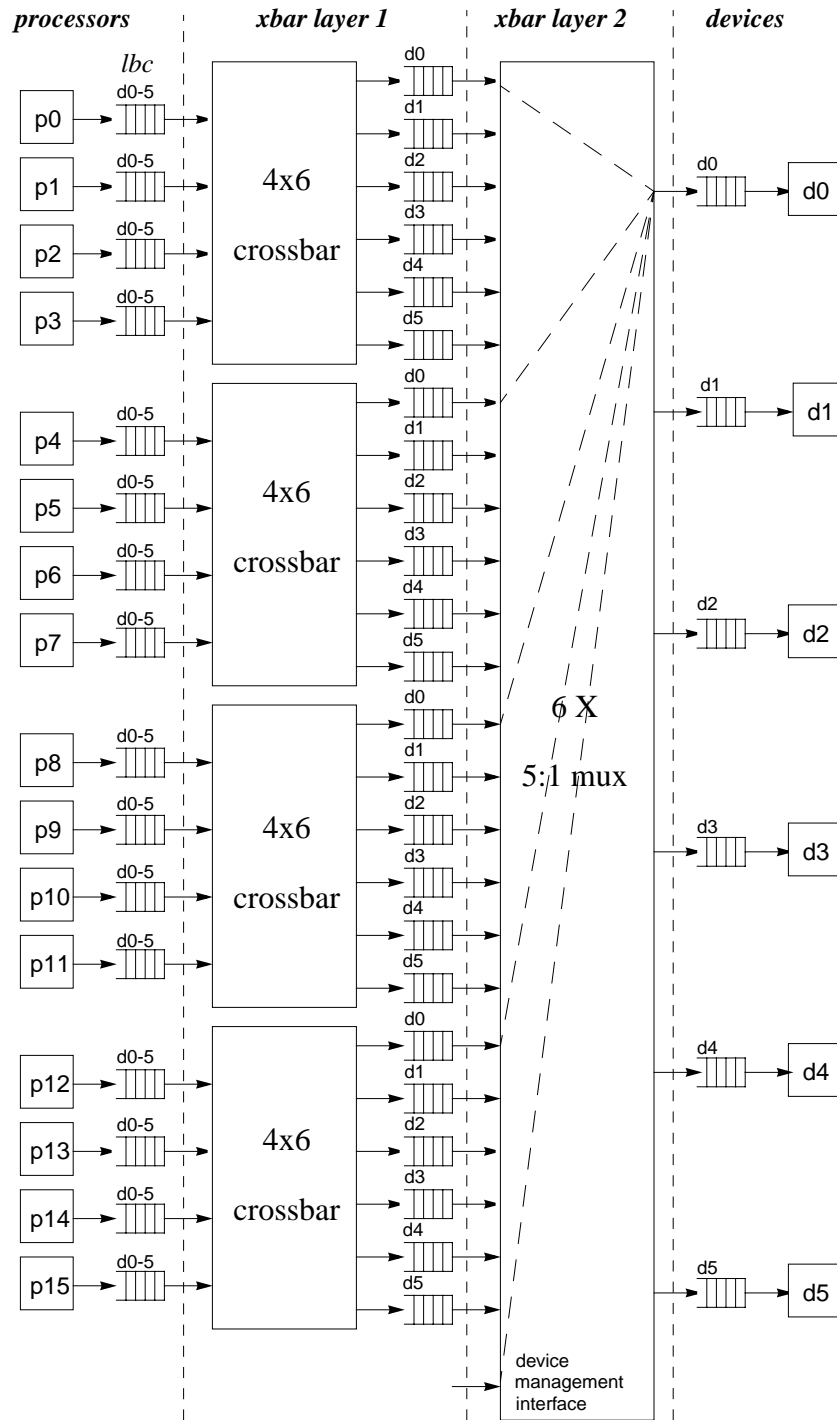 processors
xbar layer 1
xbar layer 2
devices
lbc
p0
d0-5
p1
d0-5
p2
d0-5
p3
d0-5
4x6
crossbar
d0
d1
d2
d3
d4
d5
p4
d0-5
p5
d0-5
p6
d0-5
p7
d0-5
4x6
crossbar
d0
d1
d2
d3
d4
d5
p8
d0-5
p9
d0-5
p10
d0-5
p11
d0-5
4x6
crossbar
d0
d1
d2
d3
d4
d5
p12
d0-5
p13
d0-5
p14
d0-5
p15
d0-5
4x6
crossbar
d0
d1
d2
d3
d4
d5
6 X
5:1 mux
device
management
interface
d0
d0
d1
d1
d2
d2
d3
d3
d4
d4
d5
d5